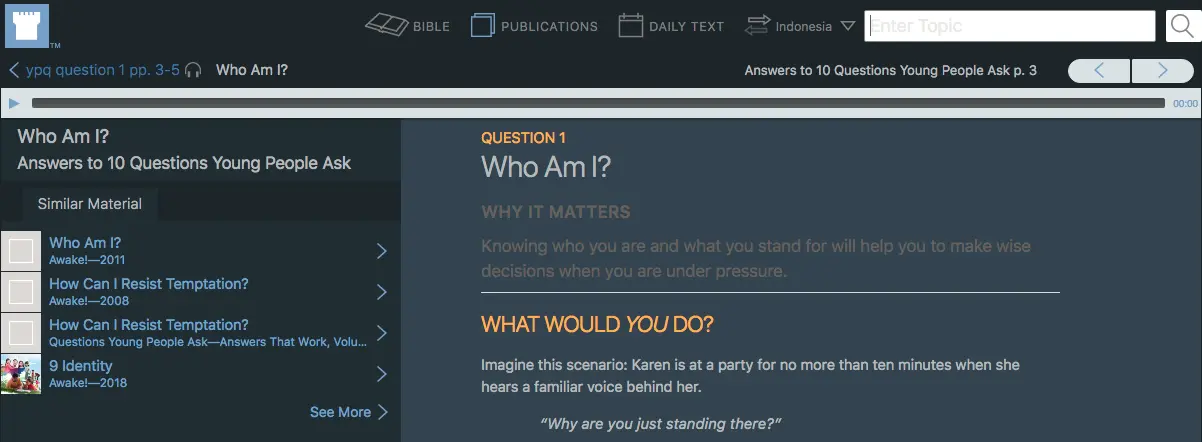 TM
BIBLE
PUBLICATIONS
DAILY TEXT
Indonesia
Enter Topic
ypq question 1 pp. 3-5
Who Am I?
Answers to 10 Questions Young People Ask p. 3
00:00
Who Am I?
Answers to 10 Questions Young People Ask
Similar Material
Who Am I?
Awake!—2011
How Can I Resist Temptation?
Awake!—2008
How Can I Resist Temptation?
Questions Young People Ask—Answers That Work, Volu...
9 Identity
Awake!—2018
See More
QUESTION 1
Who Am I?
WHY IT MATTERS
Knowing who you are and what you stand for will help you to make wise
decisions when you are under pressure.
WHAT WOULD YOU DO?
Imagine this scenario: Karen is at a party for no more than ten minutes when she
hears a familiar voice behind her.
“Why are you just standing there?”